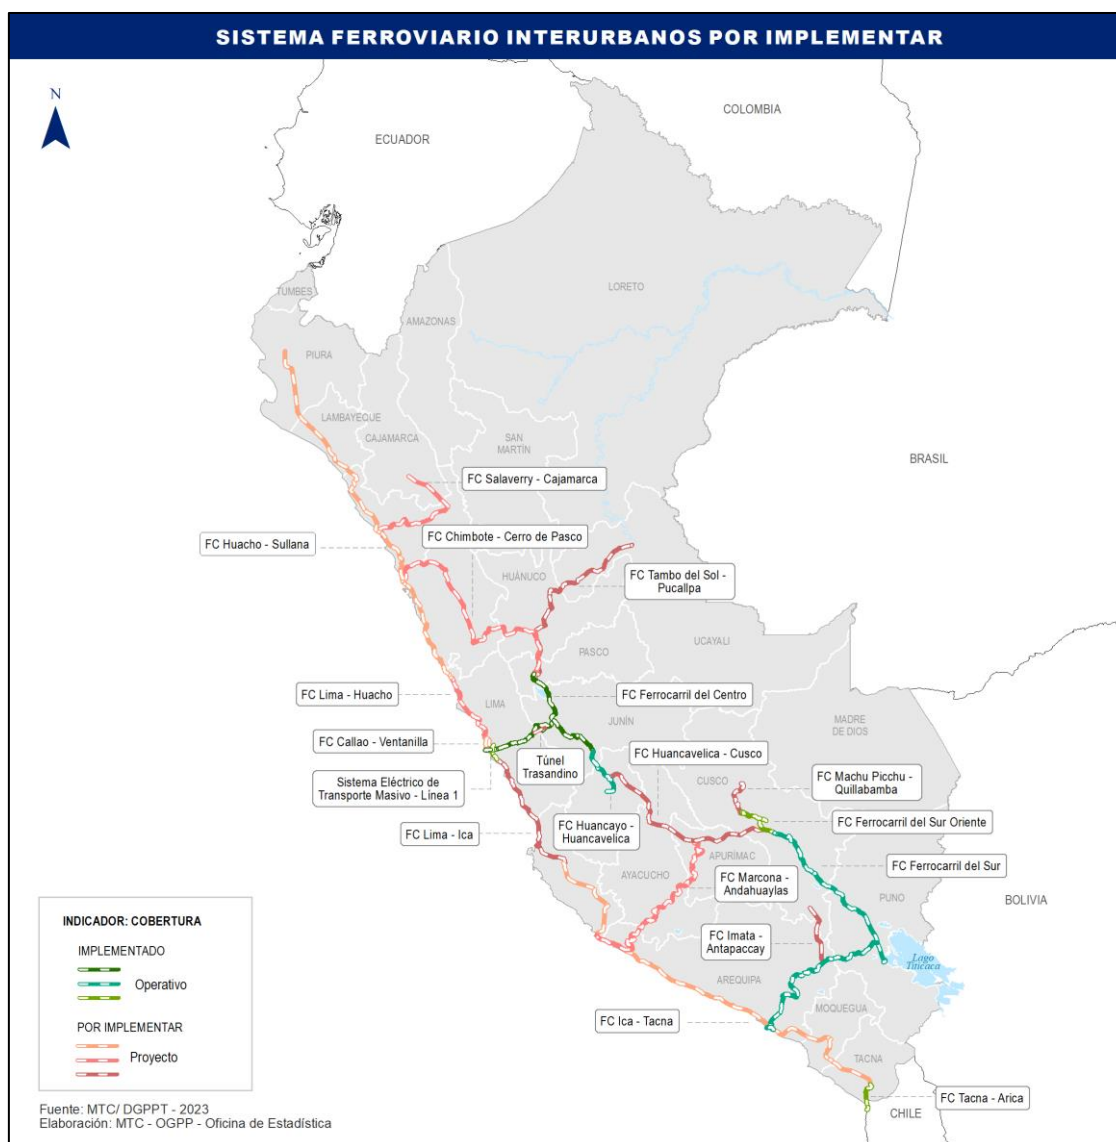 SISTEMA FERROVIARIO INTERURBANOS POR IMPLEMENTAR
N
COLOMBIA
ECUADOR
TUMBES
LORETO
AMAZONAS
PIURA
LAMBAYEQUE
CAJAMARCA
SAN
MARTÍN
BRASIL
FC Salaverry - Cajamarca
FC Chimbote - Cerro de Pasco
FC Huacho - Sullana
HUÁNUCO
FC Tambo del Sol -
Pucallpa
UCAYALI
PASCO
FC Lima - Huacho
LIMA
FC Ferrocarril del Centro
JUNÍN
MADRE
DE DIOS
FC Callao - Ventanilla
Túnel
Trasandino
FC Huancavelica - Cusco
Sistema Eléctrico de
Transporte Masivo - Línea 1
CUSCO
FC Machu Picchu -
Quillabamba
FC Lima - Ica
FC Huancayo -
Huancavelica
FC Ferrocarril del Sur Oriente
APURÍMAC
AYACUCHO
FC Marcona -
Andahuaylas
FC Ferrocarril del Sur
PUNO
BOLIVIA
FC Imata -
Antapaccay
Lago
Titicaca
AREQUIPA
MOQUEGUA
FC Ica - Tacna
TACNA
FC Tacna - Arica
CHILE
INDICADOR: COBERTURA
IMPLEMENTADO
Operativo
POR IMPLEMENTAR
Proyecto
Fuente: MTC/ DGPPT - 2023
Elaboración: MTC - OGPP - Oficina de Estadística